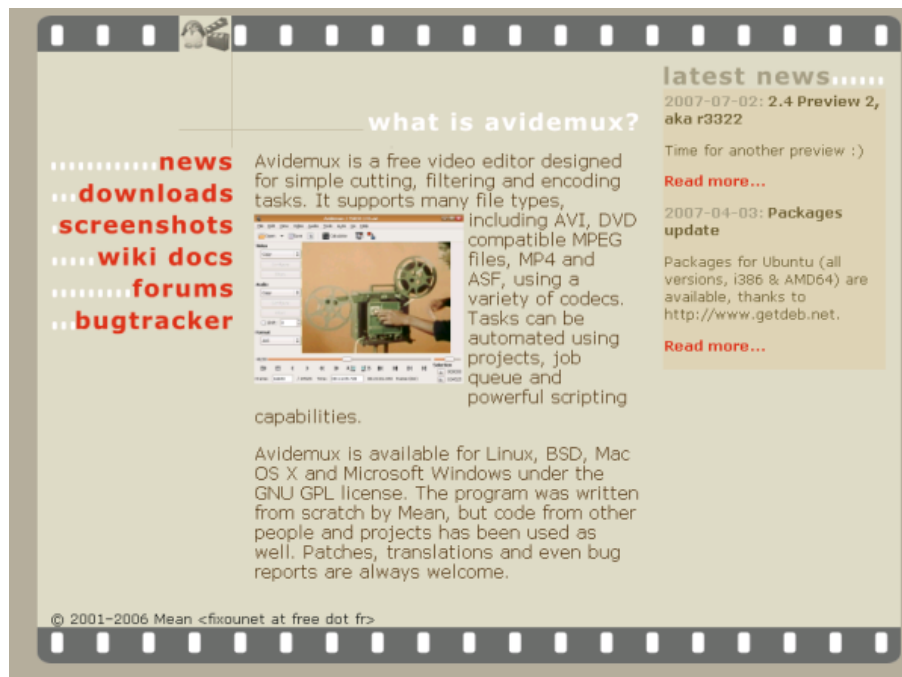 latest news
what is avidemux?
news
downloads
screenshots
wiki docs
forums
bugtracker
Avidemux is a free video editor designed
for simple cutting, filtering and encoding
tasks. It supports many file types,
including AVI, DVD
compatible MPEG
files, MP4 and
ASF, using a
variety of codecs.
Tasks can be
automated using
projects, job
queue and
powerful scripting
capabilities.
Avidemux is available for Linux, BSD, Mac
OS X and Microsoft Windows under the
GNU GPL license. The program was written
from scratch by Mean, but code from other
people and projects has been used as
well. Patches, translations and even bug
reports are always welcome.
2007-07-02: 2.4 Preview 2,
aka r3322
Time for another preview :)
Read more...
2007-04-03: Packages
update
Packages for Ubuntu (all
versions, i386 & AMD64) are
available, thanks to
http://www.getdeb.net.
Read more...
© 2001-2006 Mean <fixounet at free dot fr>